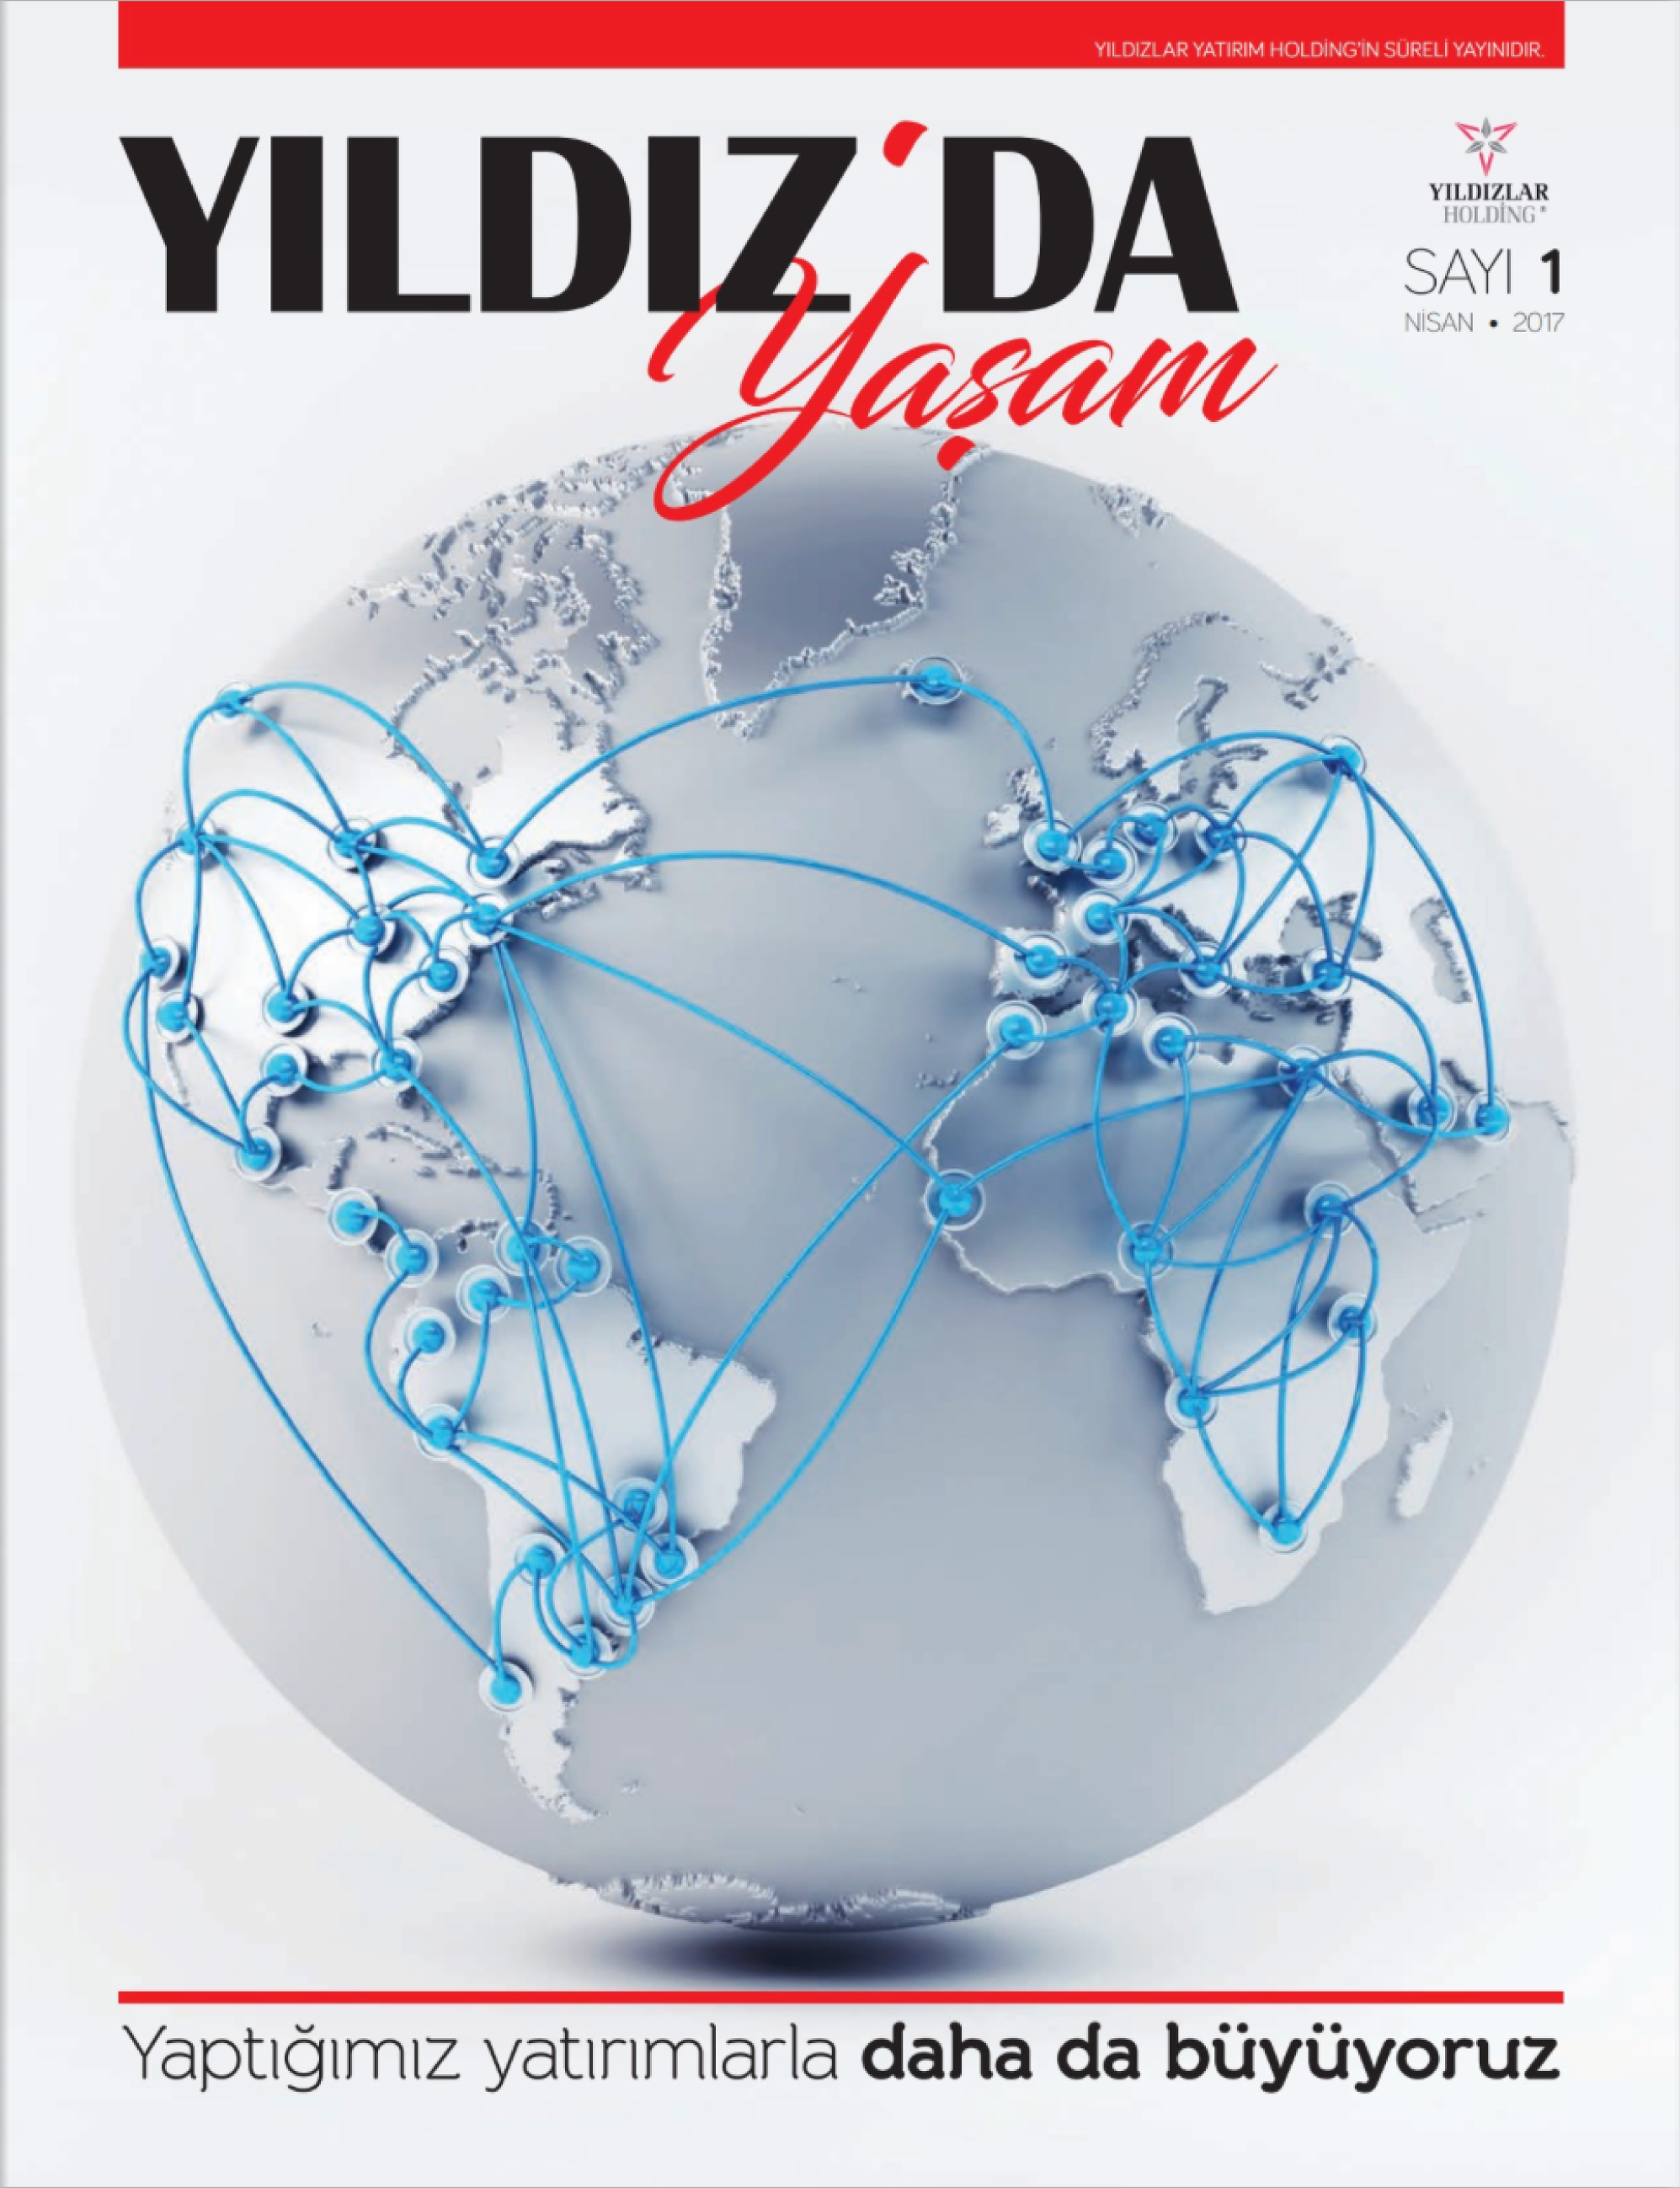 YILDIZLAR YATIRIM HOLDİNG'İN SÜRELİ YAYINIDIR.
YILDIZ'DA
Yaşam
YILDIZLAR
HOLDİNG®
SAYI 1
NİSAN • 2017
Yaptığımız yatırımlarla daha da büyüyoruz